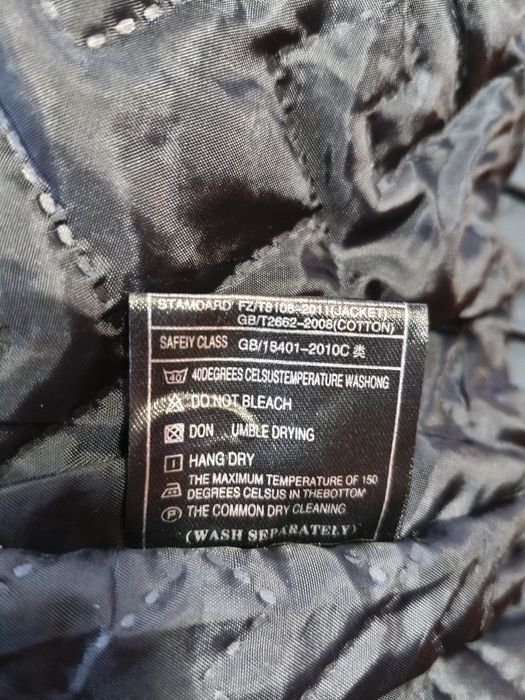 STAMDARD FZ/T8108-2011(JACKET)
GB/T2662-2008(COTTON)
SAFEIY CLASS GB/18401-2010C 类
40 40DEGREES CELSUSTEMPERATURE WASHONG
DO NOT BLEACH
DON UMBLE DRYING
HANG DRY
THE MAXIMUM TEMPERATURE OF 150
DEGREES CELSUS IN THEBOTTOM
P THE COMMON DRY CLEANING
(WASH SEPARATELY)